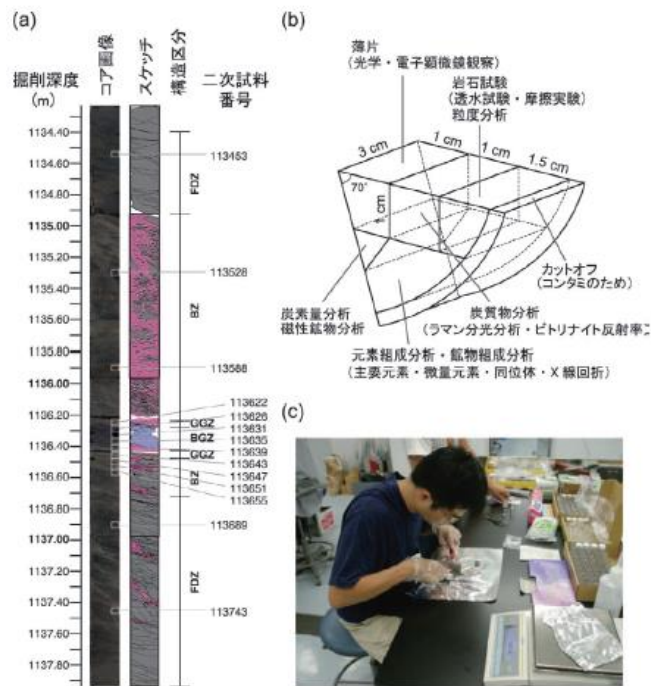 (a)
掘削深度
(m)
コア画像
スケッチ
構造区分
二次試料
番号
1134.40
1134.60
1134.80
1135.00
1135.20
1135.40
1135.60
1135.80
1136.00
1136.20
1136.40
1136.60
1136.80
1137.00
1137.20
1137.40
1137.60
1137.80
FDZ
BZ
GGZ
BGZ
GGZ
BZ
FDZ
113453
113528
113588
113622
113626
113631
113635
113639
113643
113647
113651
113655
113689
113743
(b)
薄片
(光学・電子顕微鏡観察)
岩石試験
(透水試験・摩擦実験)
粒度分析
3 cm
1 cm
1 cm
1.5 cm
70°
1 cm
カットオフ
(コンタミのため)
炭素量分析
磁性鉱物分析
炭質物分析
(ラマン分光分析・ビトリナイト反射率
元素組成分析・鉱物組成分析
(主要元素・微量元素・同位体・X線回折)
(c)